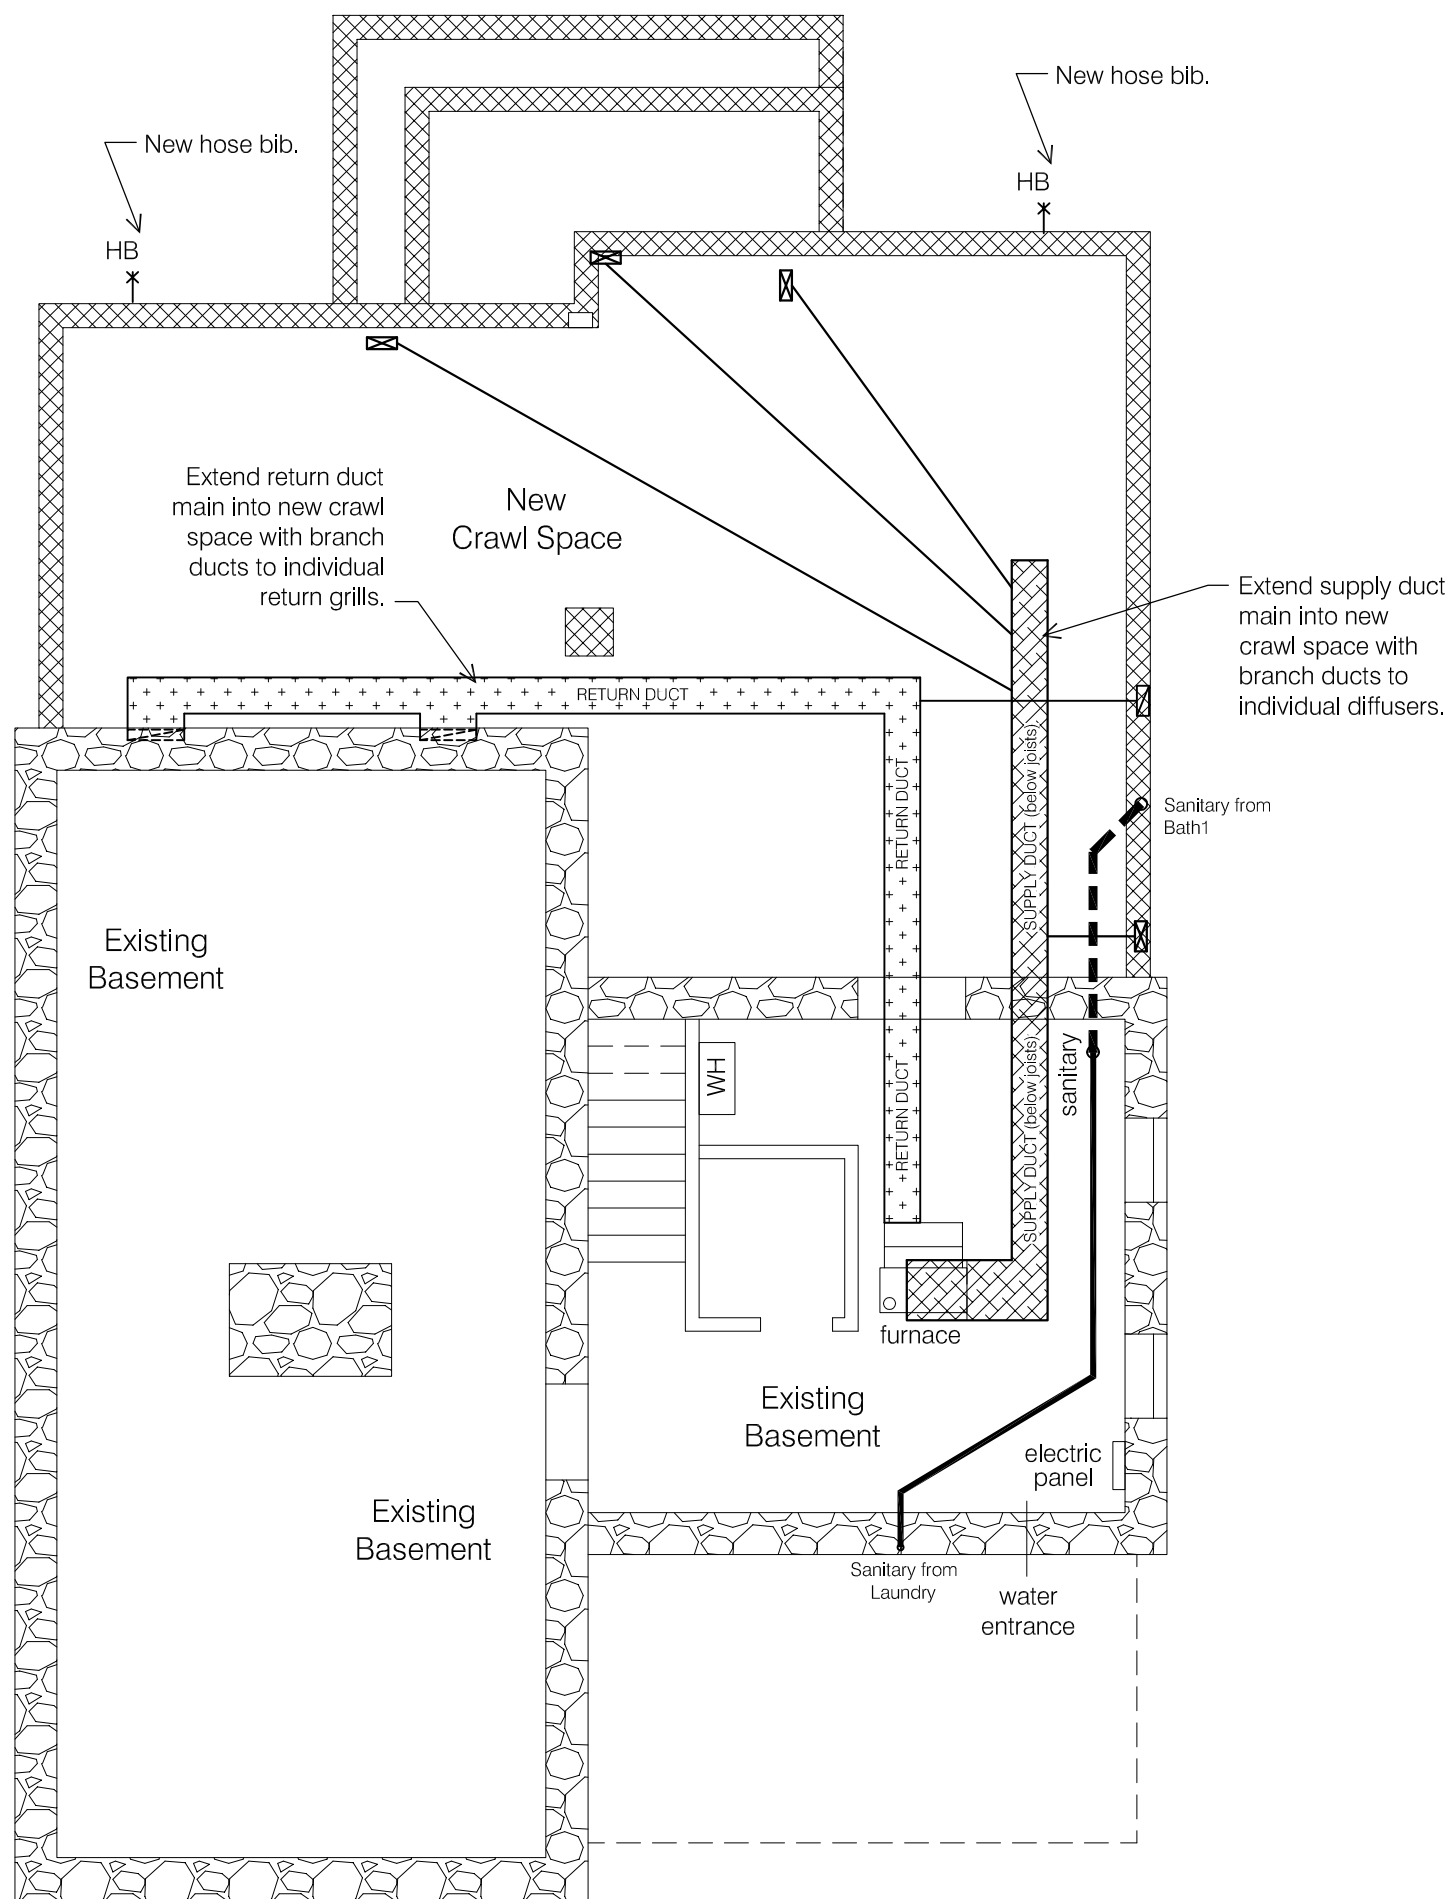 New hose bib.
New hose bib.
HB
HB
Extend return duct
main into new crawl
space with branch
ducts to individual
return grills.
New
Crawl Space
Extend supply duct
main into new
crawl space with
branch ducts to
individual diffusers.
RETURN DUCT
RETURN DUCT
SUPPLY DUCT (below joists)
Sanitary from
Bath1
Existing
Basement
WH
RETURN DUCT
SUPPLY DUCT (below joists)
sanitary
furnace
Existing
Basement
electric
panel
Existing
Basement
Sanitary from
Laundry
water
entrance